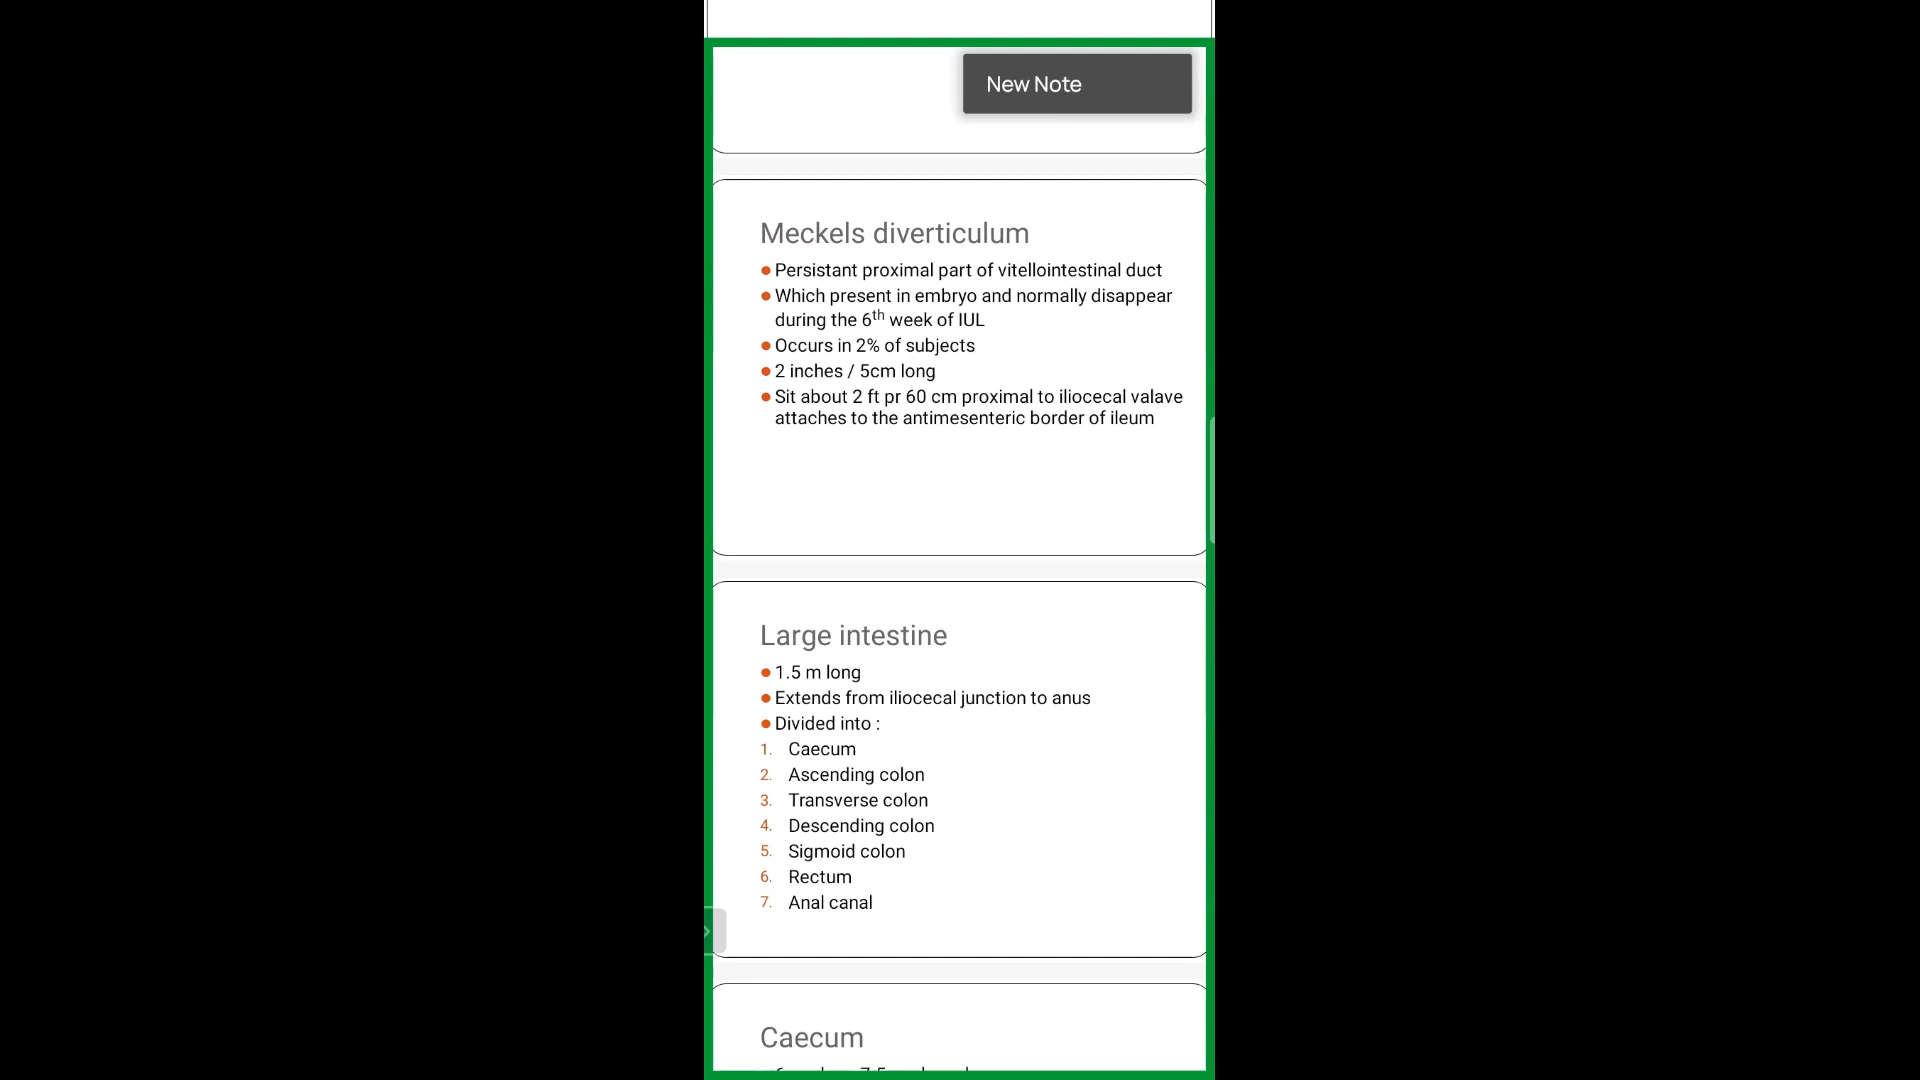 New Note
Meckels diverticulum
● Persistant proximal part of vitellointestinal duct
● Which present in embryo and normally disappear
during the 6th week of IUL
● Occurs in 2% of subjects
● 2 inches / 5cm long
● Sit about 2 ft pr 60 cm proximal to iliocecal valave
attaches to the antimesenteric border of ileum
Large intestine
● 1.5 m long
● Extends from iliocecal junction to anus
● Divided into :
1. Caecum
2. Ascending colon
3. Transverse colon
4. Descending colon
5. Sigmoid colon
6. Rectum
7. Anal canal
Caecum